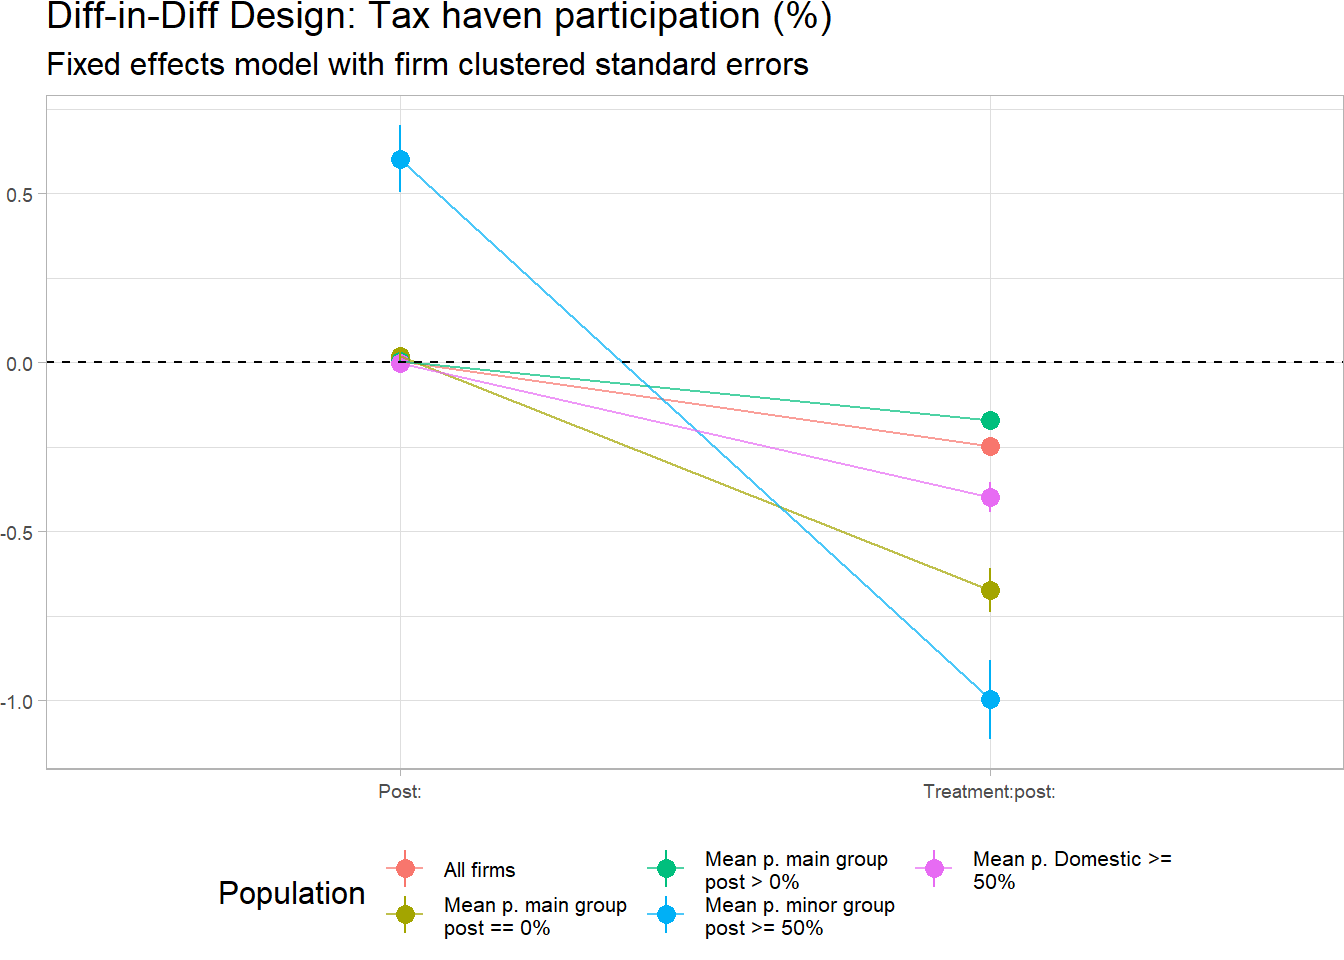 Diff-in-Diff Design: Tax haven participation (%)
Fixed effects model with firm clustered standard errors
0.5
0.0
-0.5
-1.0
Post:
Treatment:post:
Population
All firms
Mean p. main group
post == 0%
Mean p. main group
post > 0%
Mean p. minor group
post >= 50%
Mean p. Domestic >=
50%